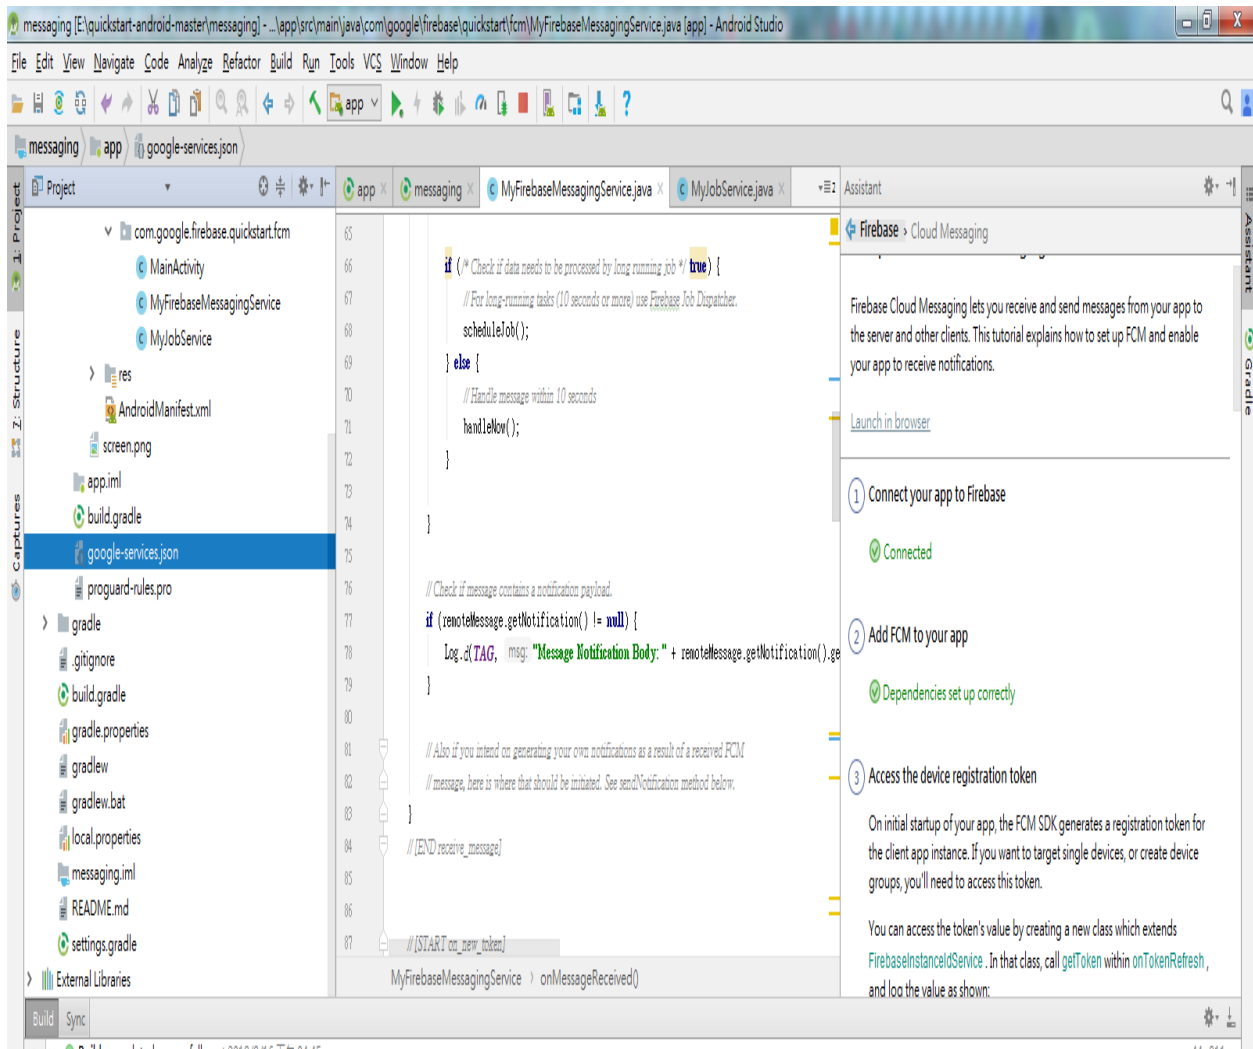 messaging [E:\quickstart-android-master\messaging] - ...\app\src\main\java\com\google\firebase\quickstart\fcm\MyFirebaseMessagingService.java [app] - Android Studio
File Edit View Navigate Code Analyze Refactor Build Run Tools VCS Window Help
app
messaging app google-services.json
1: Project
7: Structure
Captures
Project
com.google.firebase.quickstart.fcm
MainActivity
MyFirebaseMessagingService
MyJobService
res
AndroidManifest.xml
screen.png
app.iml
build.gradle
google-services.json
proguard-rules.pro
gradle
.gitignore
build.gradle
gradle.properties
gradlew
gradlew.bat
local.properties
messaging.iml
README.md
settings.gradle
External Libraries
app messaging MyFirebaseMessagingService.java MyJobService.java 2
65
66 if (/* Check if data needs to be processed by long running job */ true) {
67 // For long-running tasks (10 seconds or more) use Firebase Job Dispatcher.
68 scheduleJob();
69 } else {
70 // Handle message within 10 seconds
71 handleNow();
72 }
73
74 }
75
76 // Check if message contains a notification payload.
77 if (remoteMessage.getNotification() != null) {
78 Log.d(TAG, msg: "Message Notification Body: " + remoteMessage.getNotification().ge
79 }
80
81 // Also if you intend on generating your own notifications as a result of a received FCM
82 // message, here is where that should be initiated. See sendNotification method below.
83 }
84 // [END receive_message]
85
86
87 // [START on_new_token]
MyFirebaseMessagingService › onMessageReceived()
Assistant
Firebase › Cloud Messaging
Firebase Cloud Messaging lets you receive and send messages from your app to
the server and other clients. This tutorial explains how to set up FCM and enable
your app to receive notifications.
Launch in browser
1 Connect your app to Firebase
Connected
2 Add FCM to your app
Dependencies set up correctly
3 Access the device registration token
On initial startup of your app, the FCM SDK generates a registration token for
the client app instance. If you want to target single devices, or create device
groups, you'll need to access this token.
You can access the token's value by creating a new class which extends
FirebaseInstanceIdService . In that class, call getToken within onTokenRefresh ,
and log the value as shown:
Assistant
Gradle
Build Sync